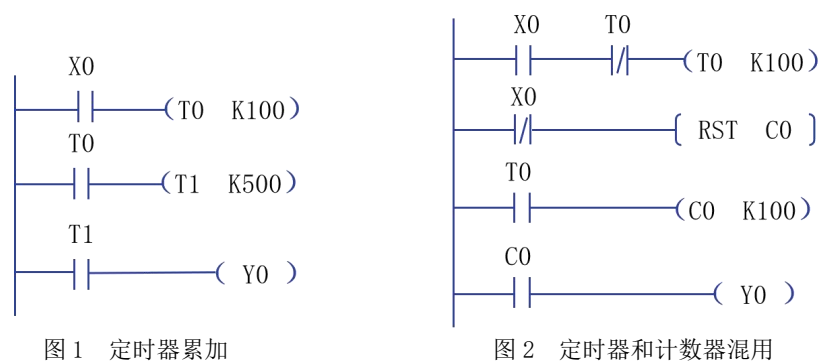 X0
T0 K100
T0
T1 K500
T1
Y0
图 1 定时器累加
X0 T0
T0 K100
X0
RST C0
T0
C0 K100
C0
Y0
图 2 定时器和计数器混用